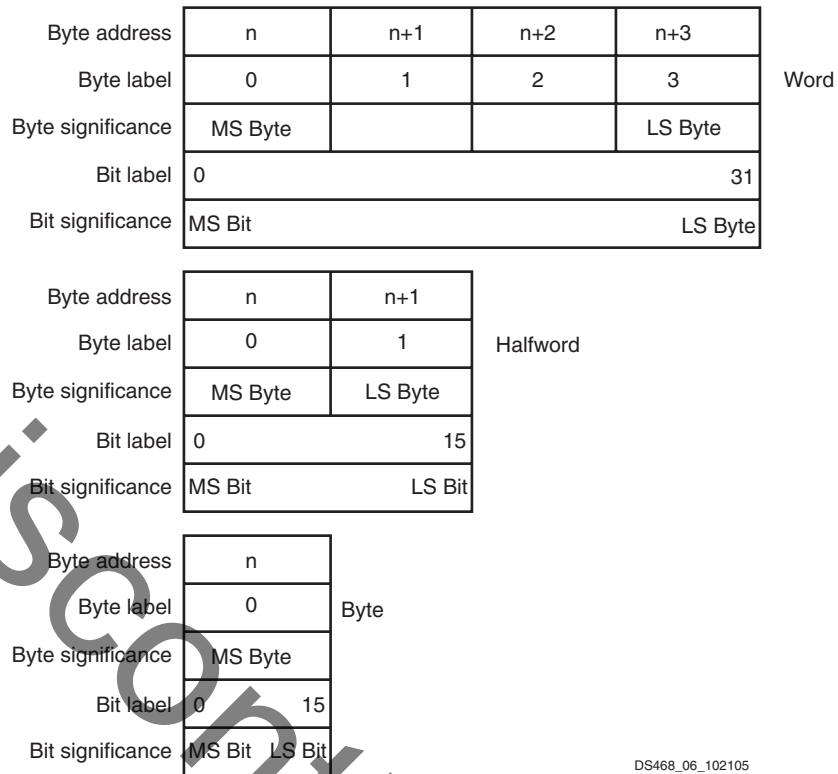 Byte address n n+1 n+2 n+3
Byte label 0 1 2 3 Word
Byte significance MS Byte LS Byte
Bit label 0 31
Bit significance MS Bit LS Byte
Byte address n n+1
Byte label 0 1 Halfword
Byte significance MS Byte LS Byte
Bit label 0 15
Bit significance MS Bit LS Bit
Byte address n
Byte label 0 Byte
Byte significance MS Byte
Bit label 0 15
Bit significance MS Bit LS Bit
DS468_06_102105
iscon